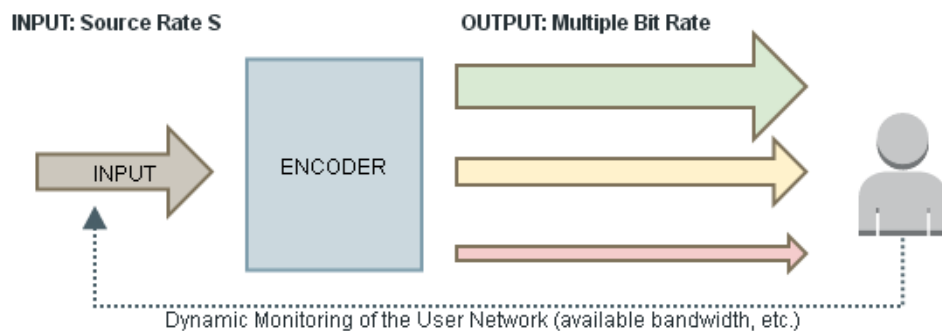 INPUT: Source Rate S
OUTPUT: Multiple Bit Rate
INPUT
ENCODER
Dynamic Monitoring of the User Network (available bandwidth, etc.)